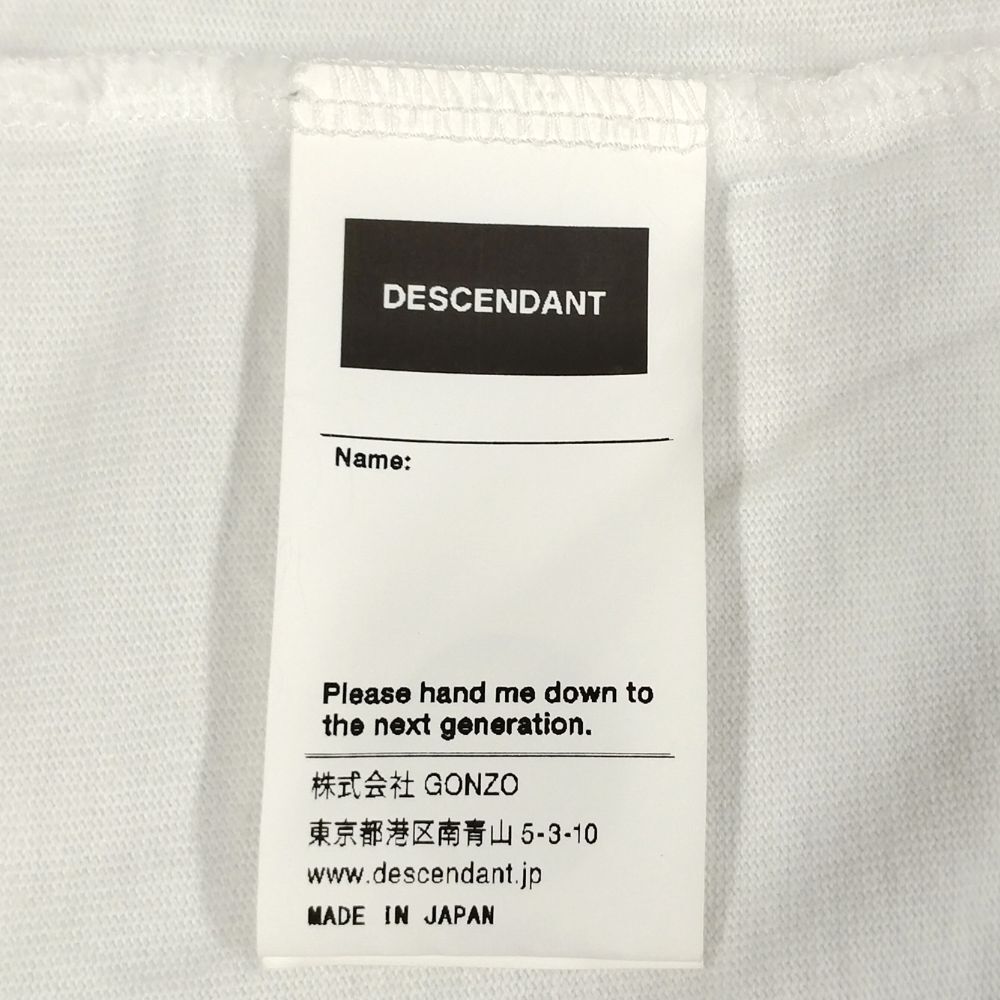 DESCENDANT
Name:
Please hand me down to
the next generation.
株式会社 GONZO
東京都港区南青山 5-3-10
www.descendant.jp
MADE IN JAPAN